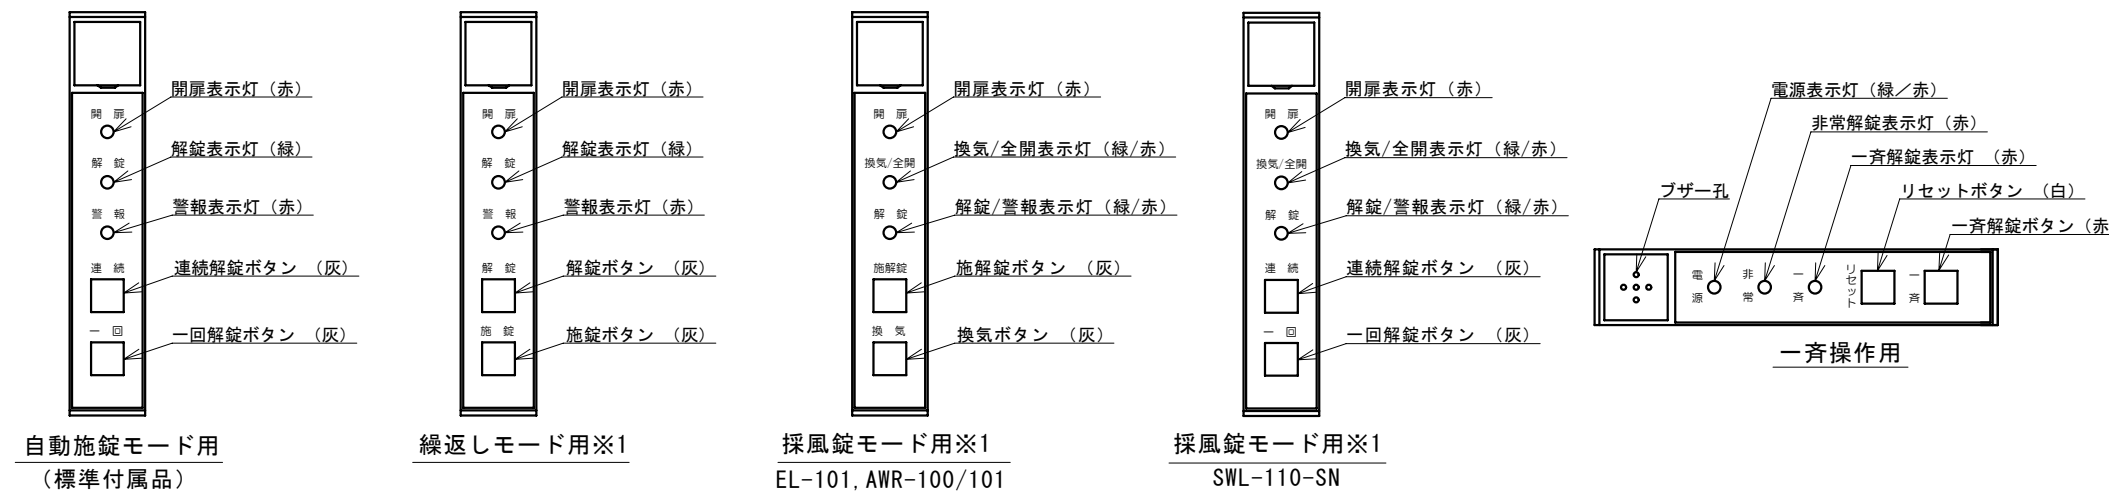 開 扉
開扉表示灯（赤）
解 錠
解錠表示灯（緑）
警 報
警報表示灯（赤）
連 続
連続解錠ボタン （灰）
一 回
一回解錠ボタン （灰）
自動施錠モード用
（標準付属品）
開 扉
開扉表示灯（赤）
解 錠
解錠表示灯（緑）
警 報
警報表示灯（赤）
解 錠
解錠ボタン （灰）
施 錠
施錠ボタン （灰）
繰返しモード用※1
開 扉
開扉表示灯（赤）
換気/全開
換気/全開表示灯（緑/赤）
解 錠
解錠/警報表示灯（緑/赤）
施解錠
施解錠ボタン （灰）
換 気
換気ボタン （灰）
採風錠モード用※1
EL-101,AWR-100/101
開 扉
開扉表示灯（赤）
換気/全開
換気/全開表示灯（緑/赤）
解 錠
解錠/警報表示灯（緑/赤）
連 続
連続解錠ボタン （灰）
一 回
一回解錠ボタン （灰）
採風錠モード用※1
SWL-110-SN
電源表示灯（緑／赤）
非常解錠表示灯（赤）
一斉解錠表示灯 （赤）
ブザー孔
リセットボタン （白）
一斉解錠ボタン（赤
電源
非常
一斉
リセット
一斉
一斉操作用